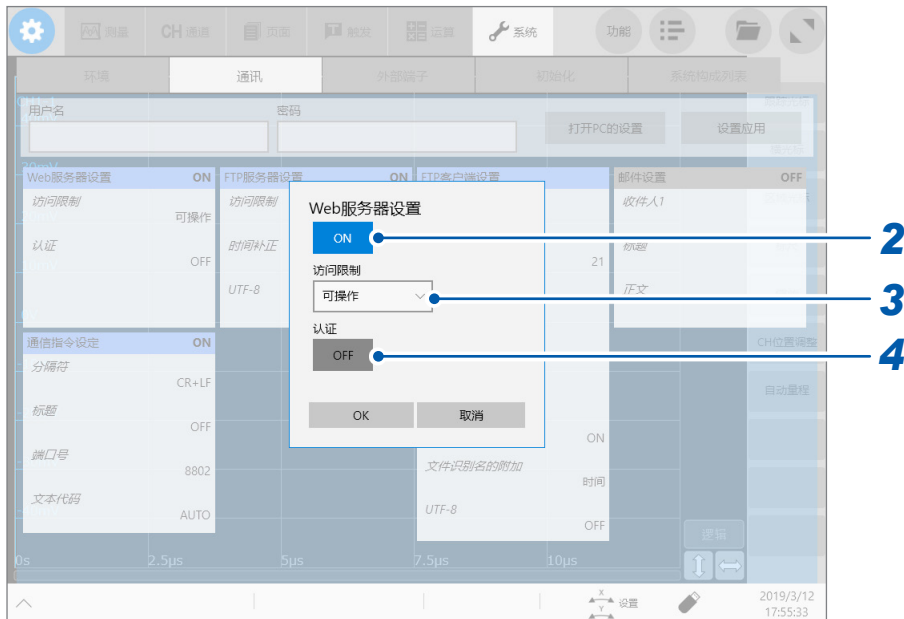 测量 CH 通道 页面 触发 运算 系统 功能
环境 通讯 外部端子 初始化 系统构成列表
用户名 密码
打开PC的设置 设置应用
Web服务器设置 ON FTP服务器设置 ON FTP客户端设置 邮件设置 OFF
访问限制 访问限制 收件人1
可操作
认证 时间补正 标题
OFF 21
UTF-8 正文
Web服务器设置
ON 2
访问限制
可操作 3
认证
OFF 4
OK 取消
通信指令设定 ON CH位置调整
分隔符
CR+LF 自动量程
标题
OFF ON
端口号 文件识别名的附加
8802 时间
文本代码 UTF-8
AUTO OFF
逻辑
0s 2.5μs 5μs 7.5μs 10μs
X
Y
设置
2019/3/12
17:55:33